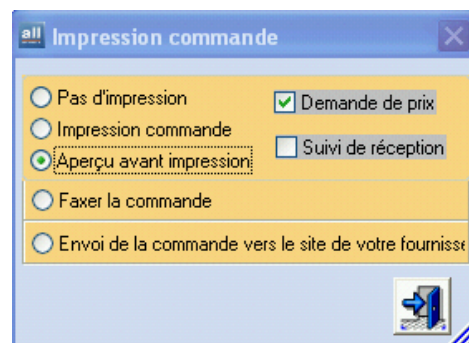 all Impression commande
Pas d'impression
Demande de prix
Impression commande
Suivi de réception
Aperçu avant impression
Faxer la commande
Envoi de la commande vers le site de votre fournisse